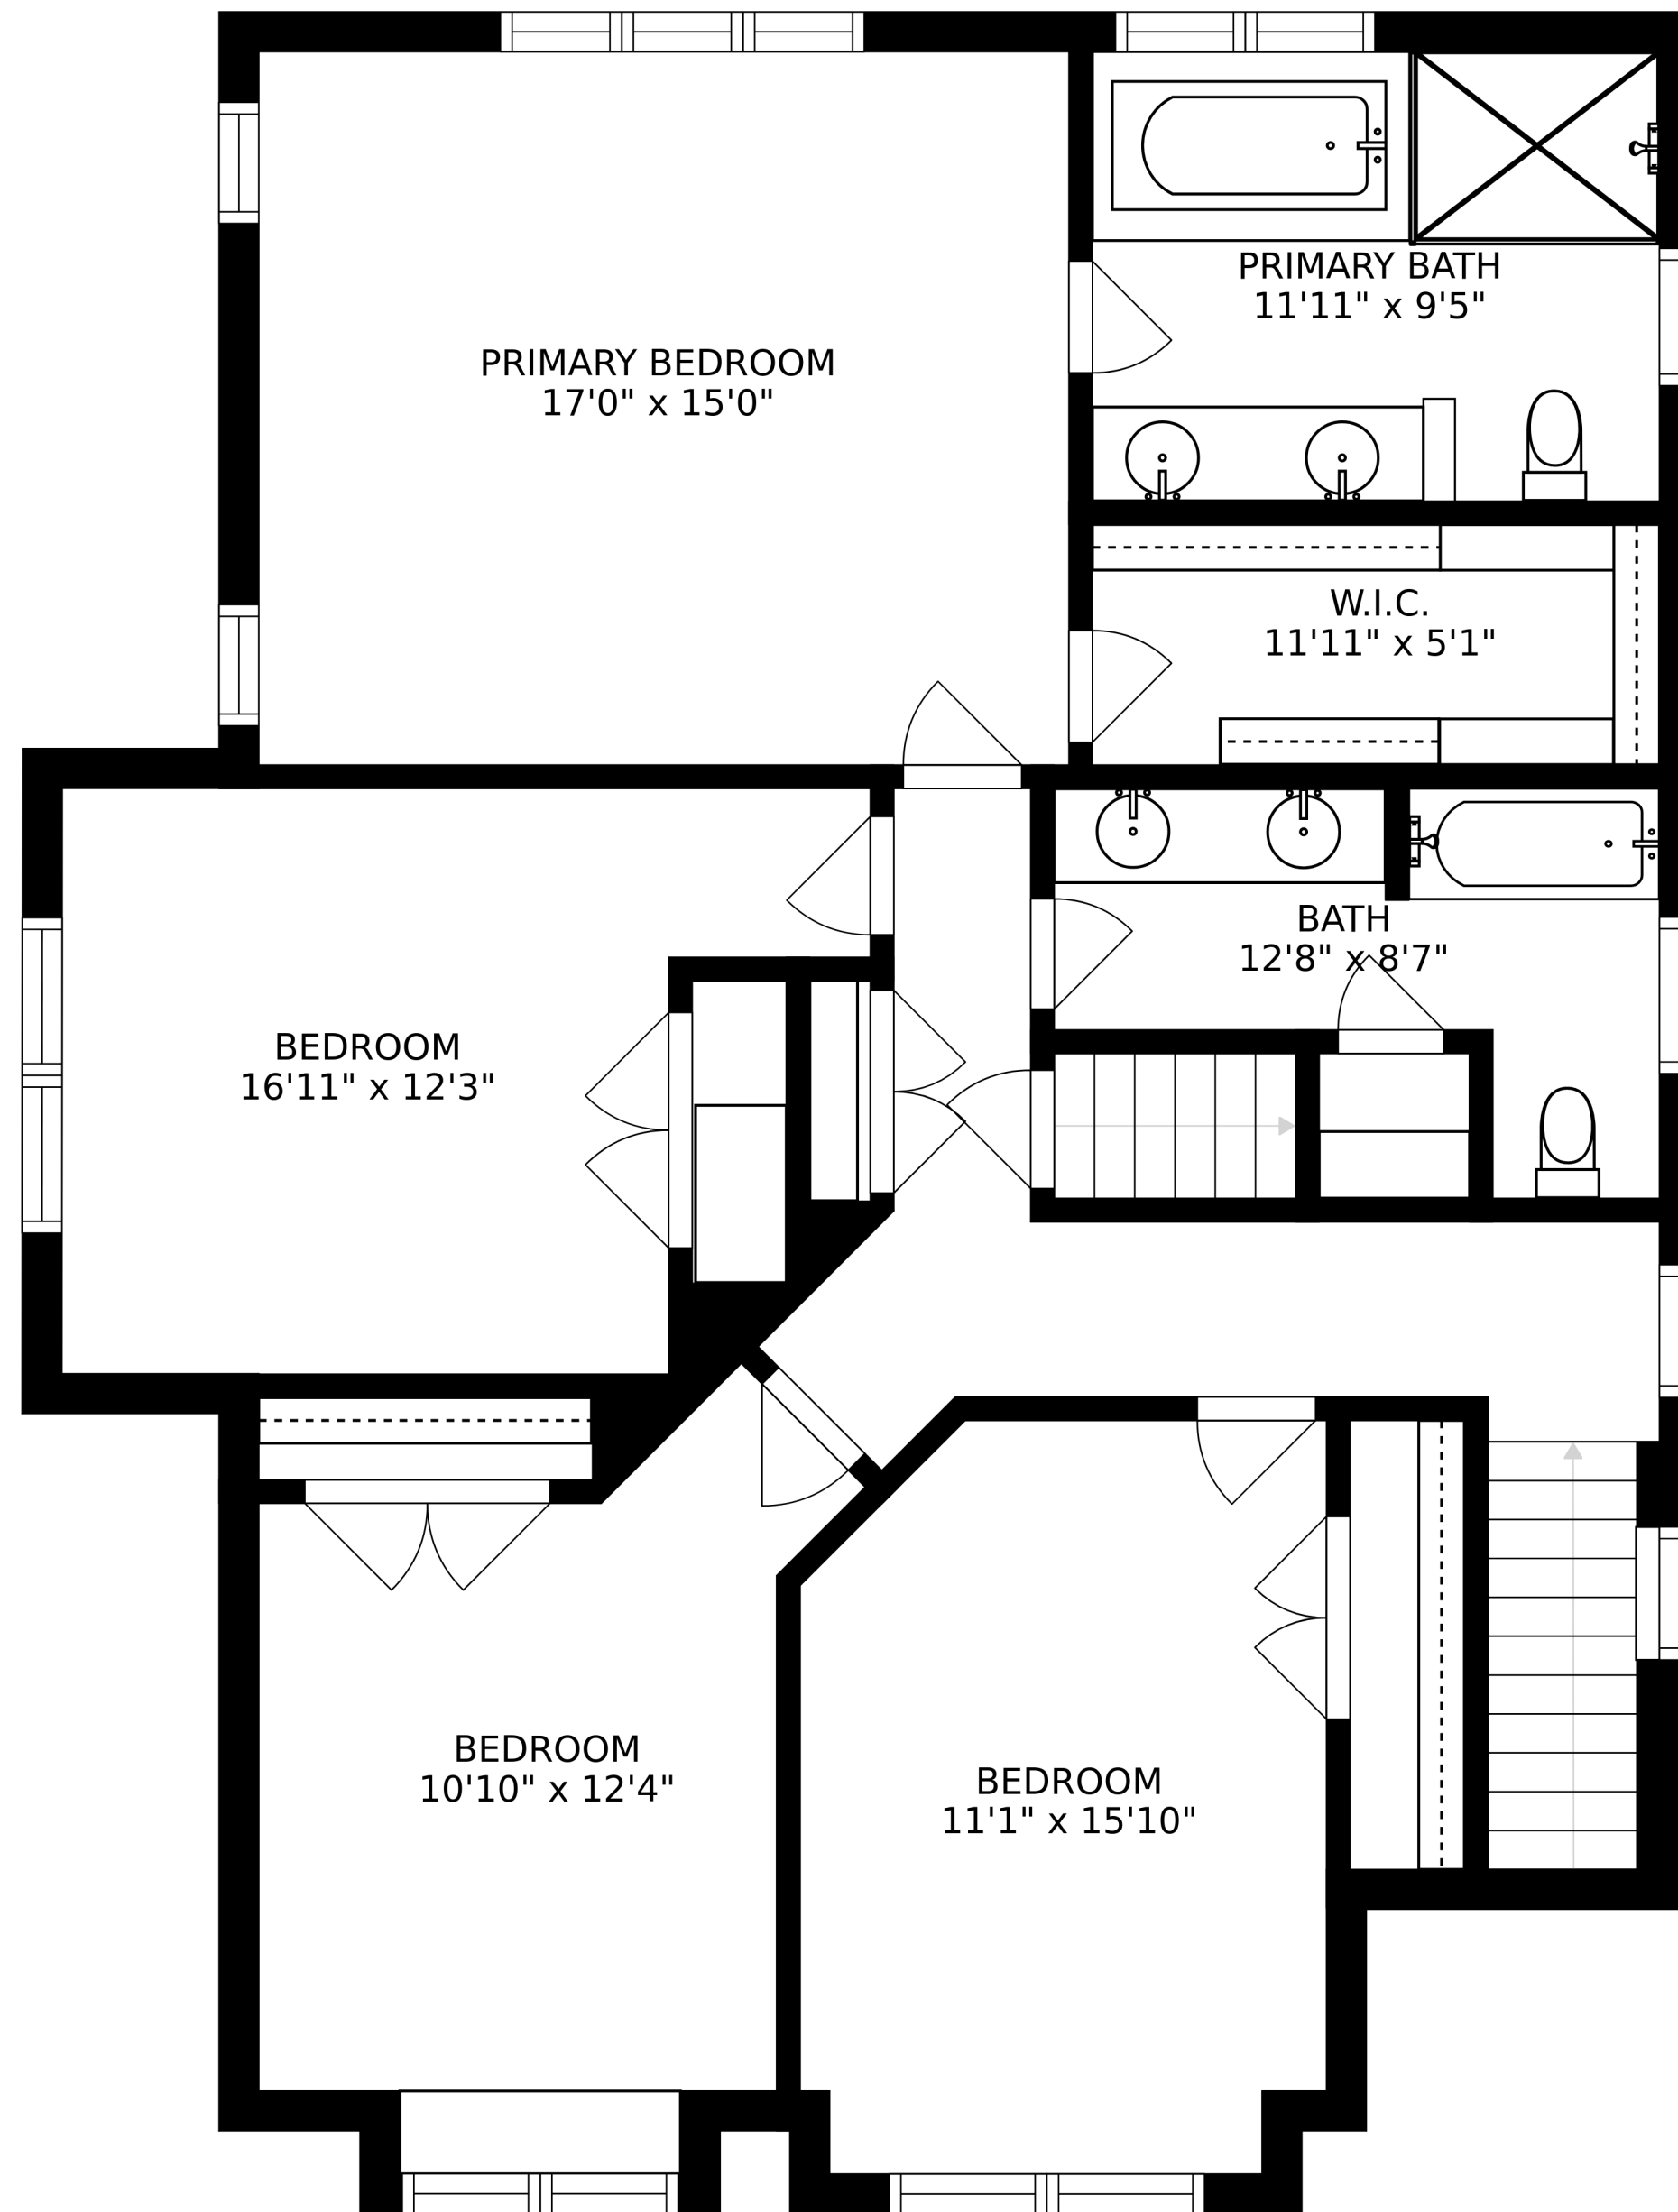 PRIMARY BATH
11'11" x 9'5"
PRIMARY BEDROOM
17'0" x 15'0"
W.I.C.
11'11" x 5'1"
BATH
12'8" x 8'7"
BEDROOM
16'11" x 12'3"
BEDROOM
10'10" x 12'4"
BEDROOM
11'1" x 15'10"